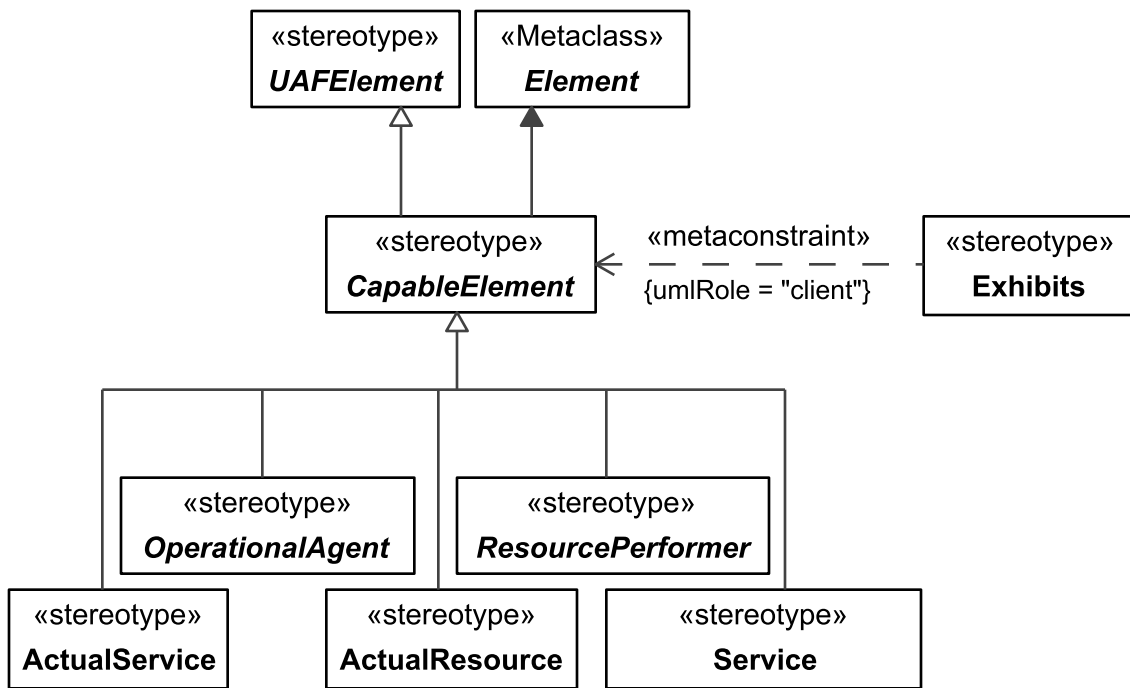 «stereotype»
UAFElement
«Metaclass»
Element
«stereotype»
CapableElement
«metaconstraint»
{umlRole = "client"}
«stereotype»
Exhibits
«stereotype»
OperationalAgent
«stereotype»
ResourcePerformer
«stereotype»
ActualService
«stereotype»
ActualResource
«stereotype»
Service